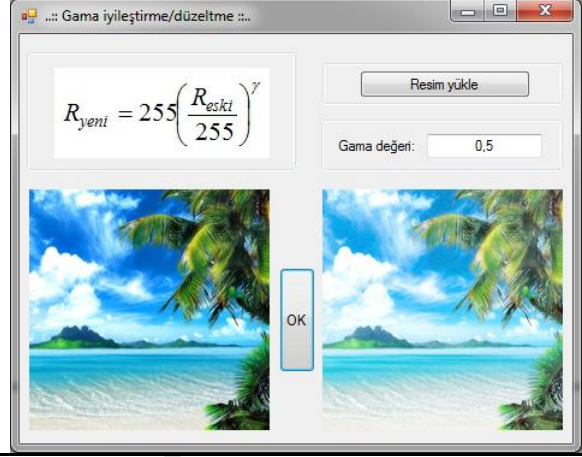 ..:: Gama iyileştirme/düzeltme ::..
R_yeni = 255(R_eski/255)^γ
Resim yükle
Gama değeri: 0,5
OK